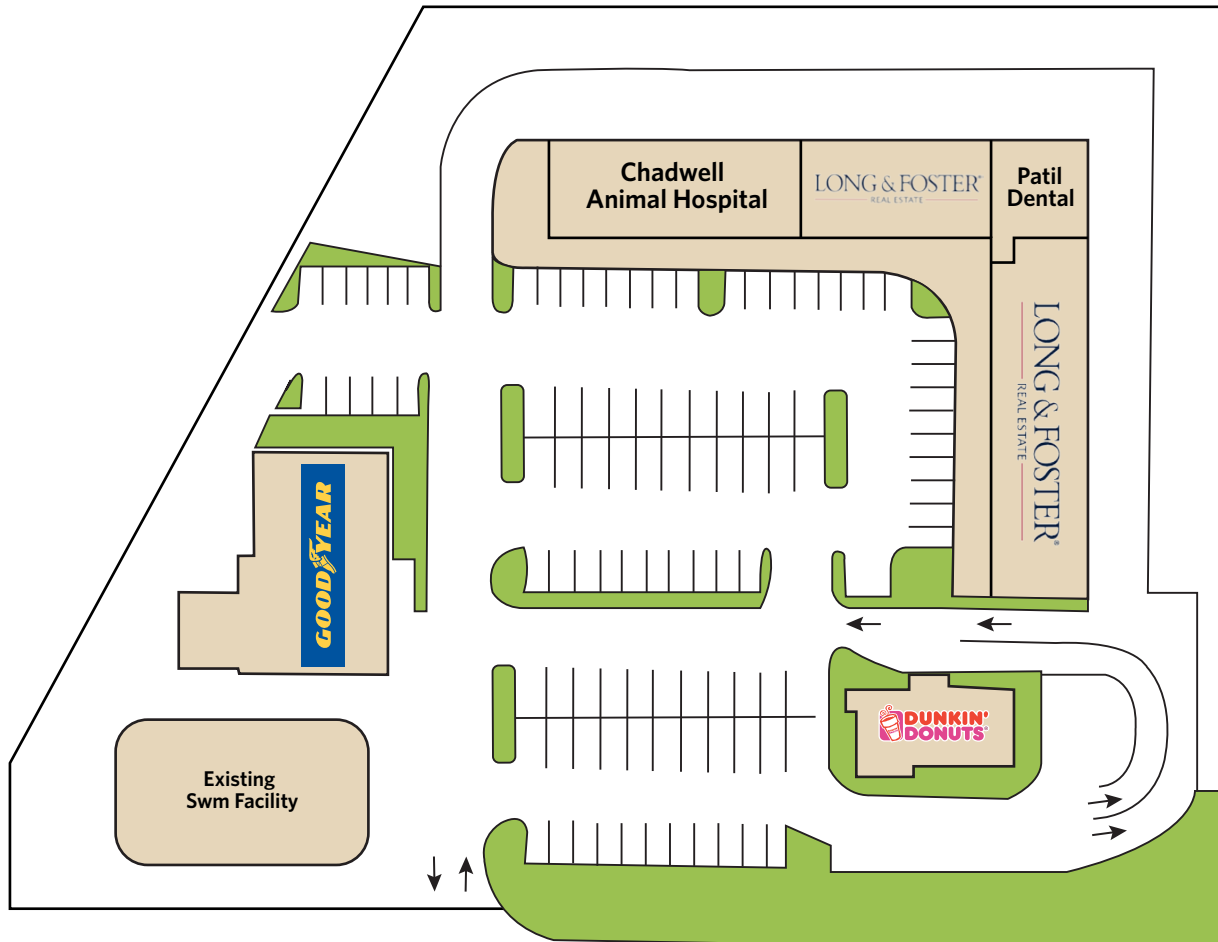 Chadwell
Animal Hospital
LONG & FOSTER®
REAL ESTATE
Patil
Dental
LONG & FOSTER®
REAL ESTATE
GOODYEAR
DUNKIN'
DONUTS®
Existing
Swm Facility